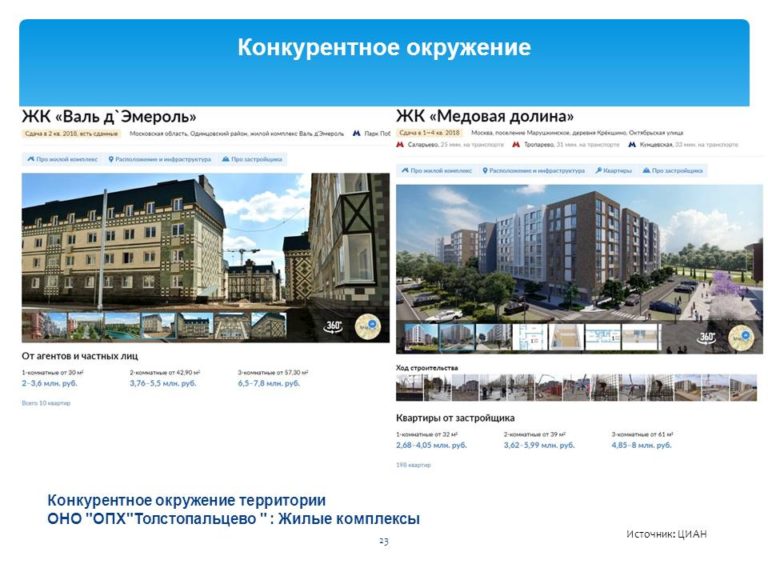 Конкурентное окружение
ЖК «Валь д`Эмероль»
Сдача в 2 кв. 2018, есть сданные Московская область, Одинцовский район, жилой комплекс Валь д'Эмероль Парк Поб
Про жилой комплекс Расположение и инфраструктура Про застройщика
360°
От агентов и частных лиц
1-комнатные от 30 м² 2-комнатные от 42,90 м² 3-комнатные от 57,30 м²
2–3,6 млн. руб. 3,76–5,5 млн. руб. 6,5–7,8 млн. руб.
Всего 10 квартир
ЖК «Медовая долина»
Сдача в 1–4 кв. 2018 Москва, поселение Марушкинское, деревня Крёкшино, Октябрьская улица
Саларьево, 25 мин. на транспорте Тропарево, 31 мин. на транспорте Кунцевская, 33 мин. на транспорте
Про жилой комплекс Расположение и инфраструктура Квартиры Про застройщика
360°
Ход строительства
Квартиры от застройщика
1-комнатные от 32 м² 2-комнатные от 39 м² 3-комнатные от 61 м²
2,68–4,05 млн. руб. 3,62–5,99 млн. руб. 4,85–8 млн. руб.
198 квартир
Конкурентное окружение территории
ОНО "ОПХ"Толстопальцево " : Жилые комплексы
Источник: ЦИАН
23